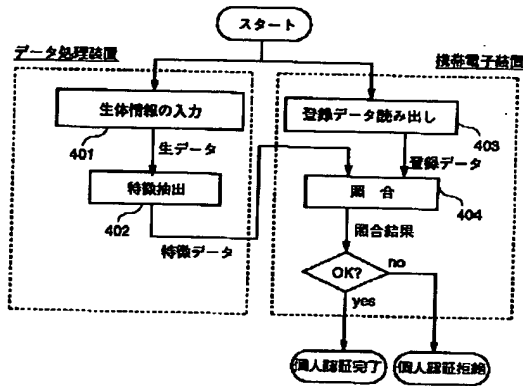 スタート
データ処理装置
携帯電子装置
生体情報の入力
401
生データ
特徴抽出
402
特徴データ
登録データ読み出し
403
登録データ
照 合
404
照合結果
OK?
no
yes
個人認証完了
個人認証拒絶